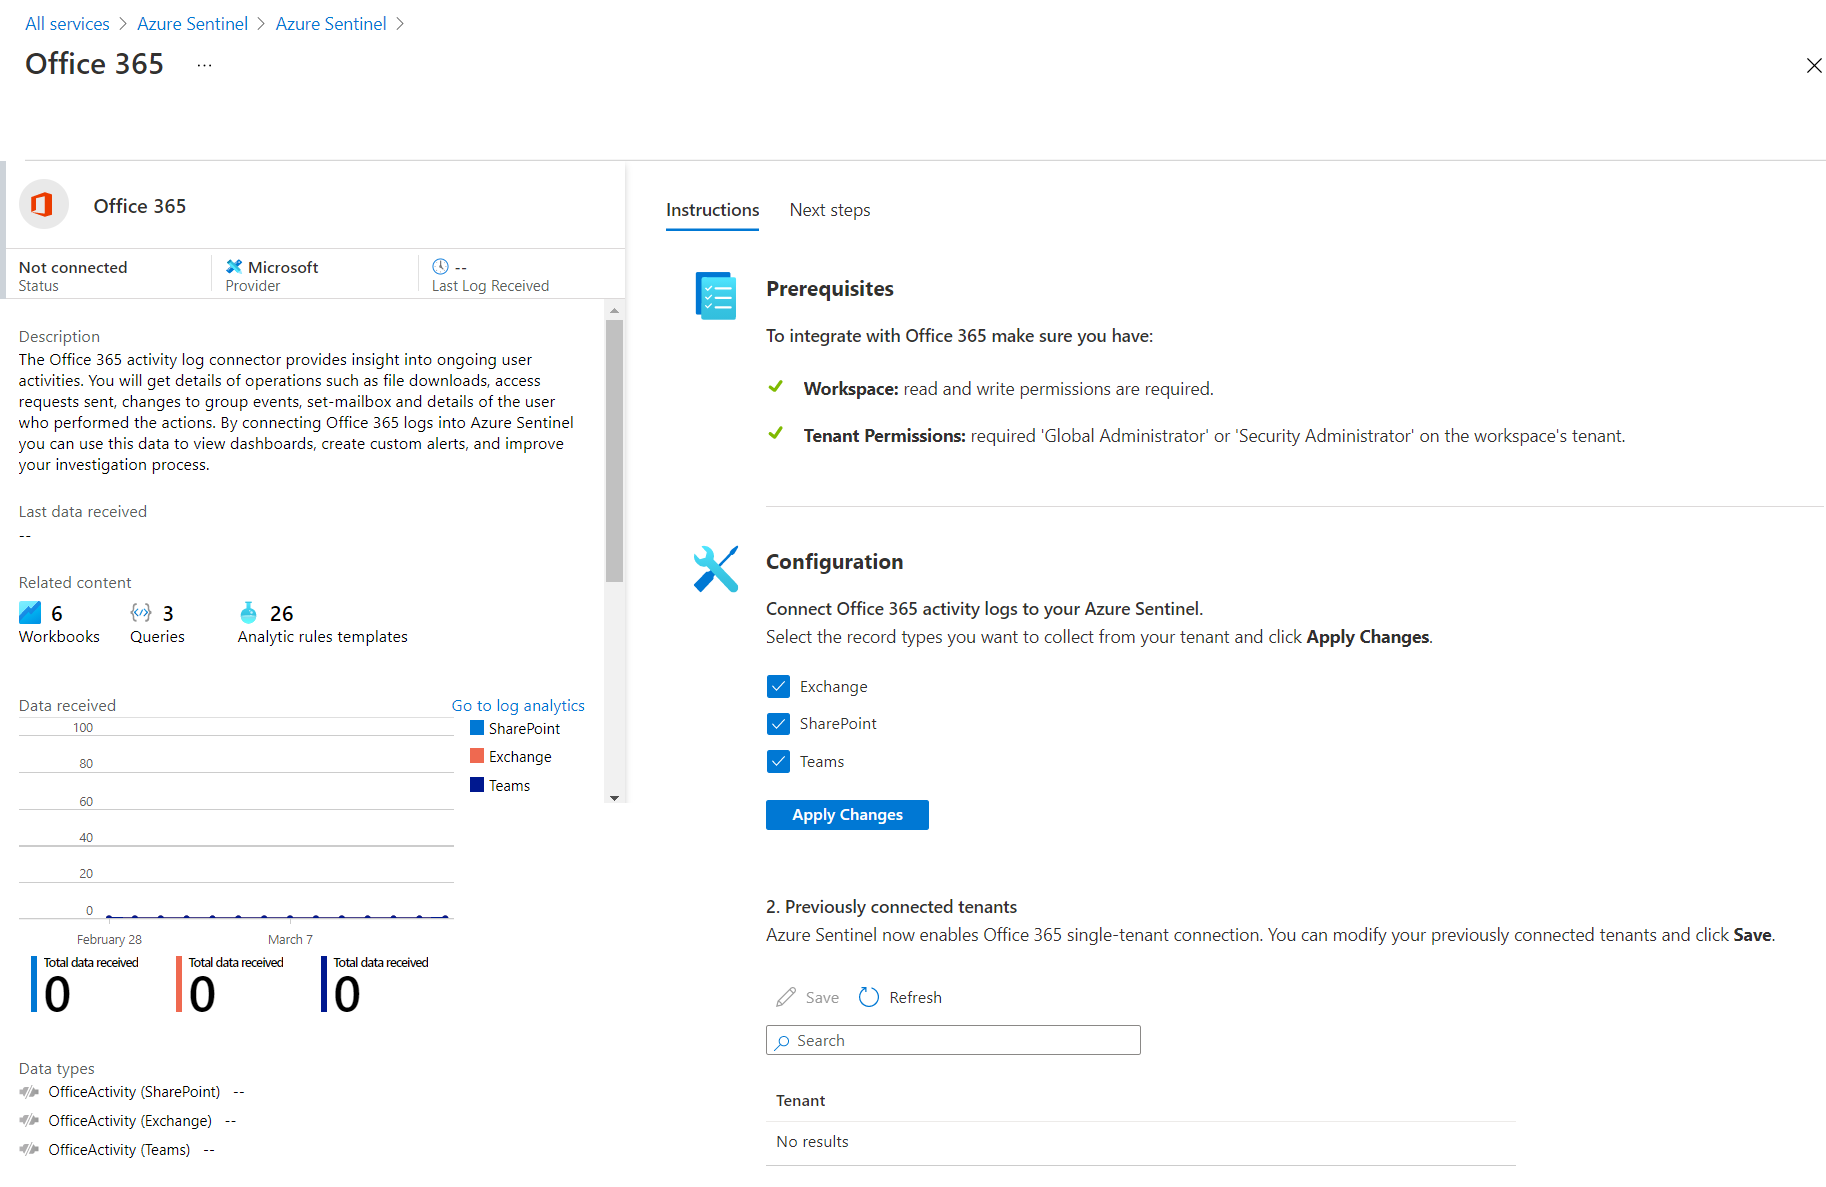 All services > Azure Sentinel > Azure Sentinel >
Office 365 ...
Office 365
Not connected
Status
Microsoft
Provider
--
Last Log Received
Description
The Office 365 activity log connector provides insight into ongoing user
activities. You will get details of operations such as file downloads, access
requests sent, changes to group events, set-mailbox and details of the user
who performed the actions. By connecting Office 365 logs into Azure Sentinel
you can use this data to view dashboards, create custom alerts, and improve
your investigation process.
Last data received
--
Related content
6
Workbooks
3
Queries
26
Analytic rules templates
Data received
Go to log analytics
100
80
60
40
20
0
February 28
March 7
SharePoint
Exchange
Teams
Total data received
0
Total data received
0
Total data received
0
Data types
OfficeActivity (SharePoint) --
OfficeActivity (Exchange) --
OfficeActivity (Teams) --
Instructions
Next steps
Prerequisites
To integrate with Office 365 make sure you have:
Workspace: read and write permissions are required.
Tenant Permissions: required 'Global Administrator' or 'Security Administrator' on the workspace's tenant.
Configuration
Connect Office 365 activity logs to your Azure Sentinel.
Select the record types you want to collect from your tenant and click Apply Changes.
Exchange
SharePoint
Teams
Apply Changes
2. Previously connected tenants
Azure Sentinel now enables Office 365 single-tenant connection. You can modify your previously connected tenants and click Save.
Save
Refresh
Search
Tenant
No results